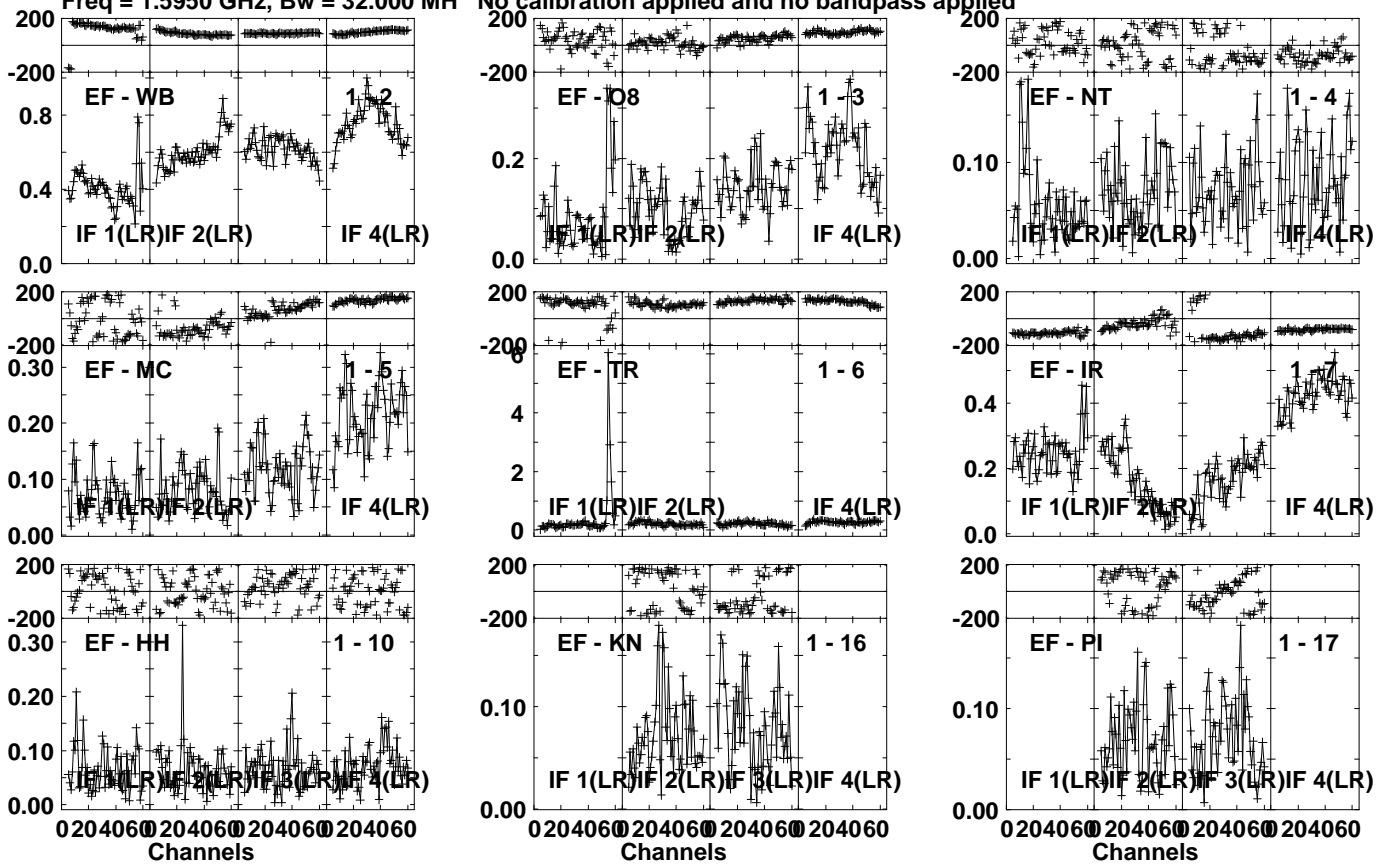 Freq = 1.5950 GHz, Bw = 32.000 MH No calibration applied and no bandpass applied
200
-200
0.8
0.4
0.0
EF - WB 1 - 2
IF 1(LR) IF 2(LR) IF 4(LR)
200
-200
0.2
0.0
EF - O8 1 - 3
IF 1(LR) IF 2(LR) IF 4(LR)
200
-200
0.10
0.00
EF - NT 1 - 4
IF 1(LR) IF 2(LR) IF 4(LR)
200
-200
0.30
0.20
0.10
0.00
EF - MC 1 - 5
IF 1(LR) IF 2(LR) IF 4(LR)
200
-200
6
4
2
0
EF - TR 1 - 6
IF 1(LR) IF 2(LR) IF 4(LR)
200
-200
0.4
0.2
0.0
EF - IR 1 - 7
IF 1(LR) IF 2(LR) IF 4(LR)
200
-200
0.30
0.20
0.10
0.00
EF - HH 1 - 10
IF 1(LR) IF 2(LR) IF 3(LR) IF 4(LR)
0 20 40 60 0 20 40 60 0 20 40 60 0 20 40 60
Channels
200
-200
0.10
0.00
EF - KN 1 - 16
IF 1(LR) IF 2(LR) IF 3(LR) IF 4(LR)
0 20 40 60 0 20 40 60 0 20 40 60 0 20 40 60
Channels
200
-200
0.10
0.00
EF - PI 1 - 17
IF 1(LR) IF 2(LR) IF 3(LR) IF 4(LR)
0 20 40 60 0 20 40 60 0 20 40 60 0 20 40 60
Channels